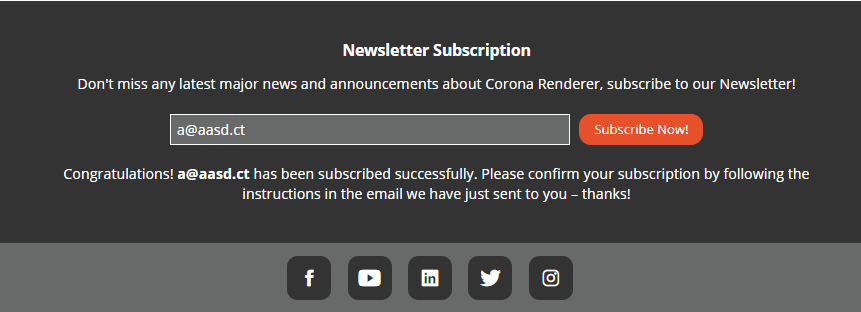 Newsletter Subscription
Don't miss any latest major news and announcements about Corona Renderer, subscribe to our Newsletter!
a@aasd.ct
Subscribe Now!
Congratulations! a@aasd.ct has been subscribed successfully. Please confirm your subscription by following the
instructions in the email we have just sent to you – thanks!